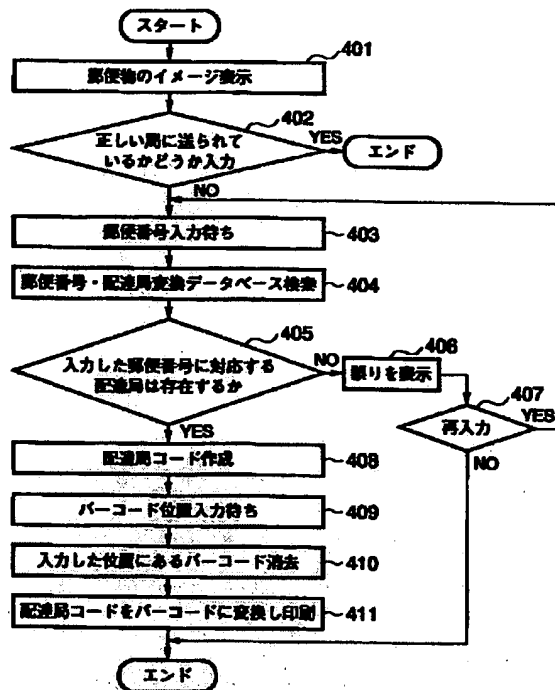 スタート
401
郵便物のイメージ表示
402
正しい局に送られて
いるかどうか入力
YES
エンド
NO
郵便番号入力待ち
403
郵便番号・配達局変換データベース検索
404
405
入力した郵便番号に対応する
配達局は存在するか
NO
406
誤りを表示
407
再入力
YES
NO
YES
配達局コード作成
408
バーコード位置入力待ち
409
入力した位置にあるバーコード消去
410
配達局コードをバーコードに変換し印刷
411
エンド